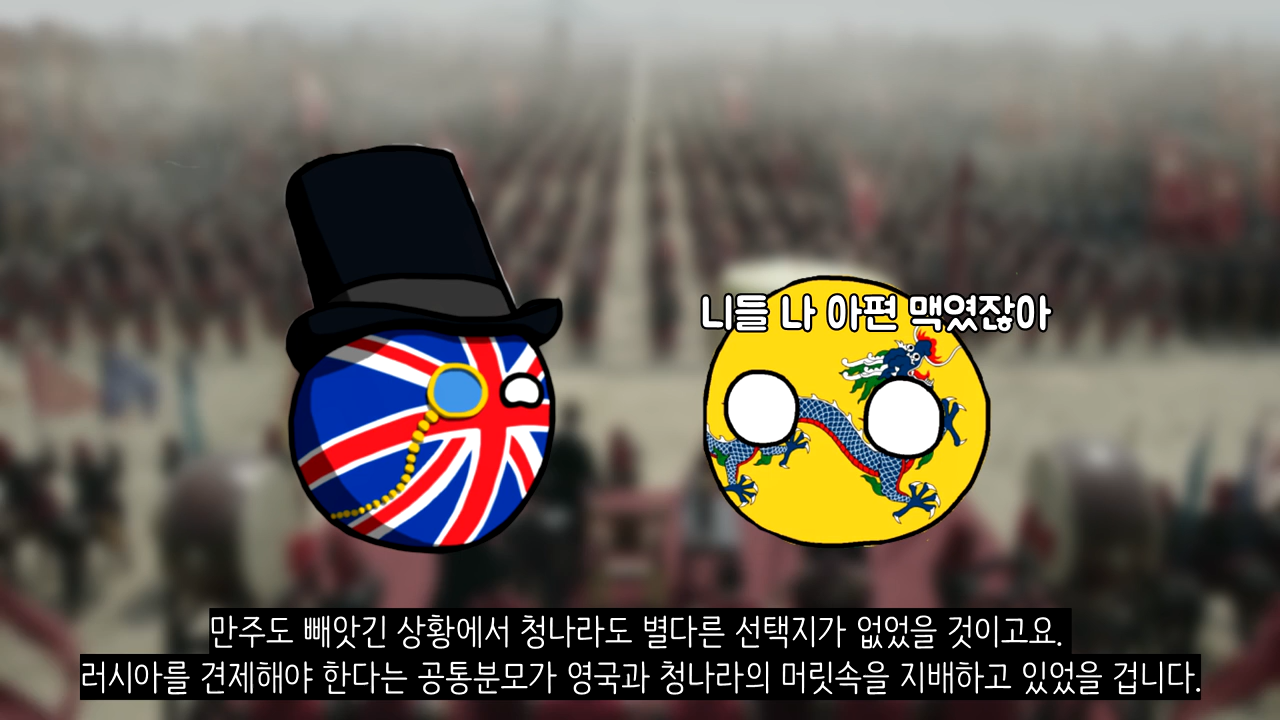 니들 나 아편 맥였잖아
만주도 빼앗긴 상황에서 청나라도 별다른 선택지가 없었을 것이고요.
러시아를 견제해야 한다는 공통분모가 영국과 청나라의 머릿속을 지배하고 있었을 겁니다.